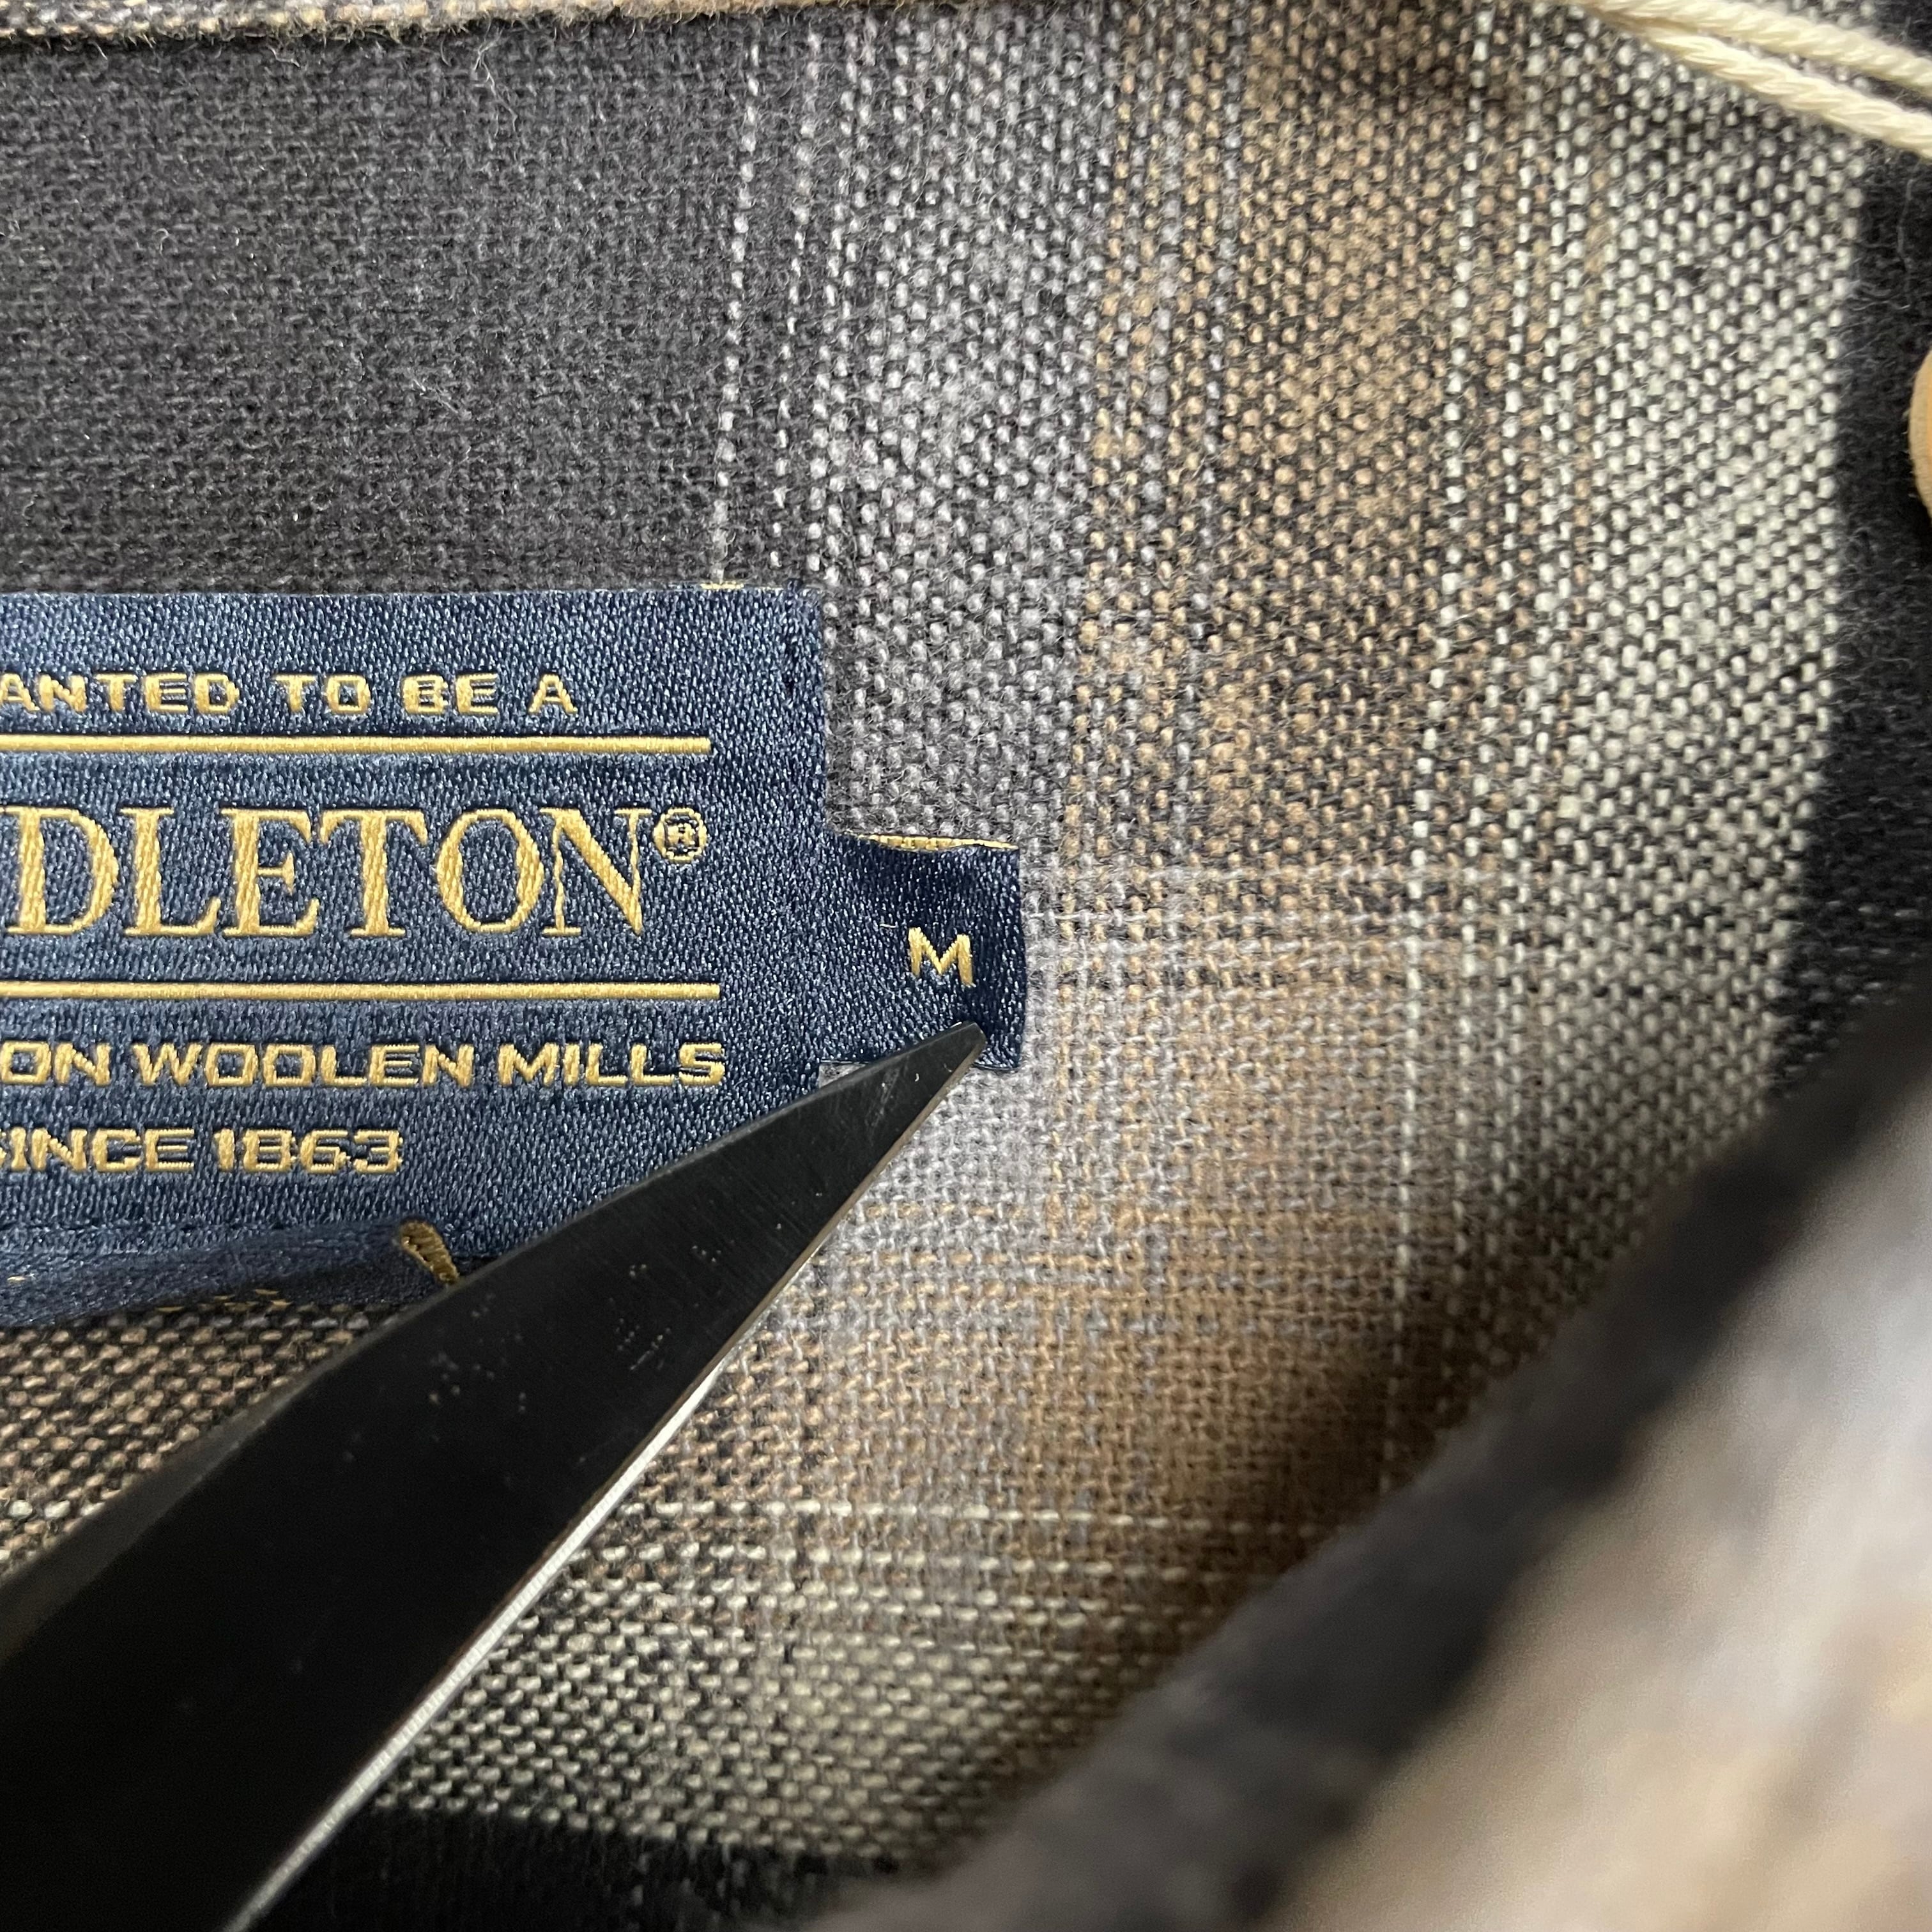 ANTED TO BE A
DLETON®
M
ON WOOLEN MILLS
SINCE 1863